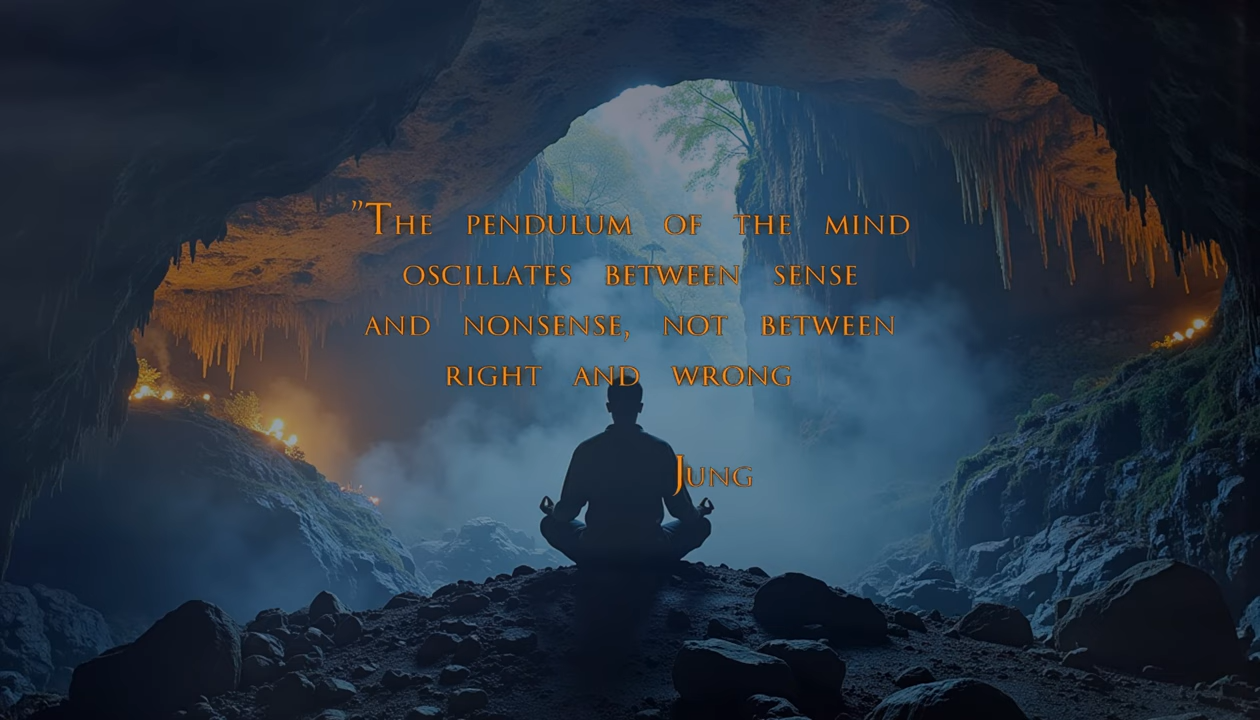 ”The pendulum of the mind
oscillates between sense
and nonsense, not between
right and wrong
Jung